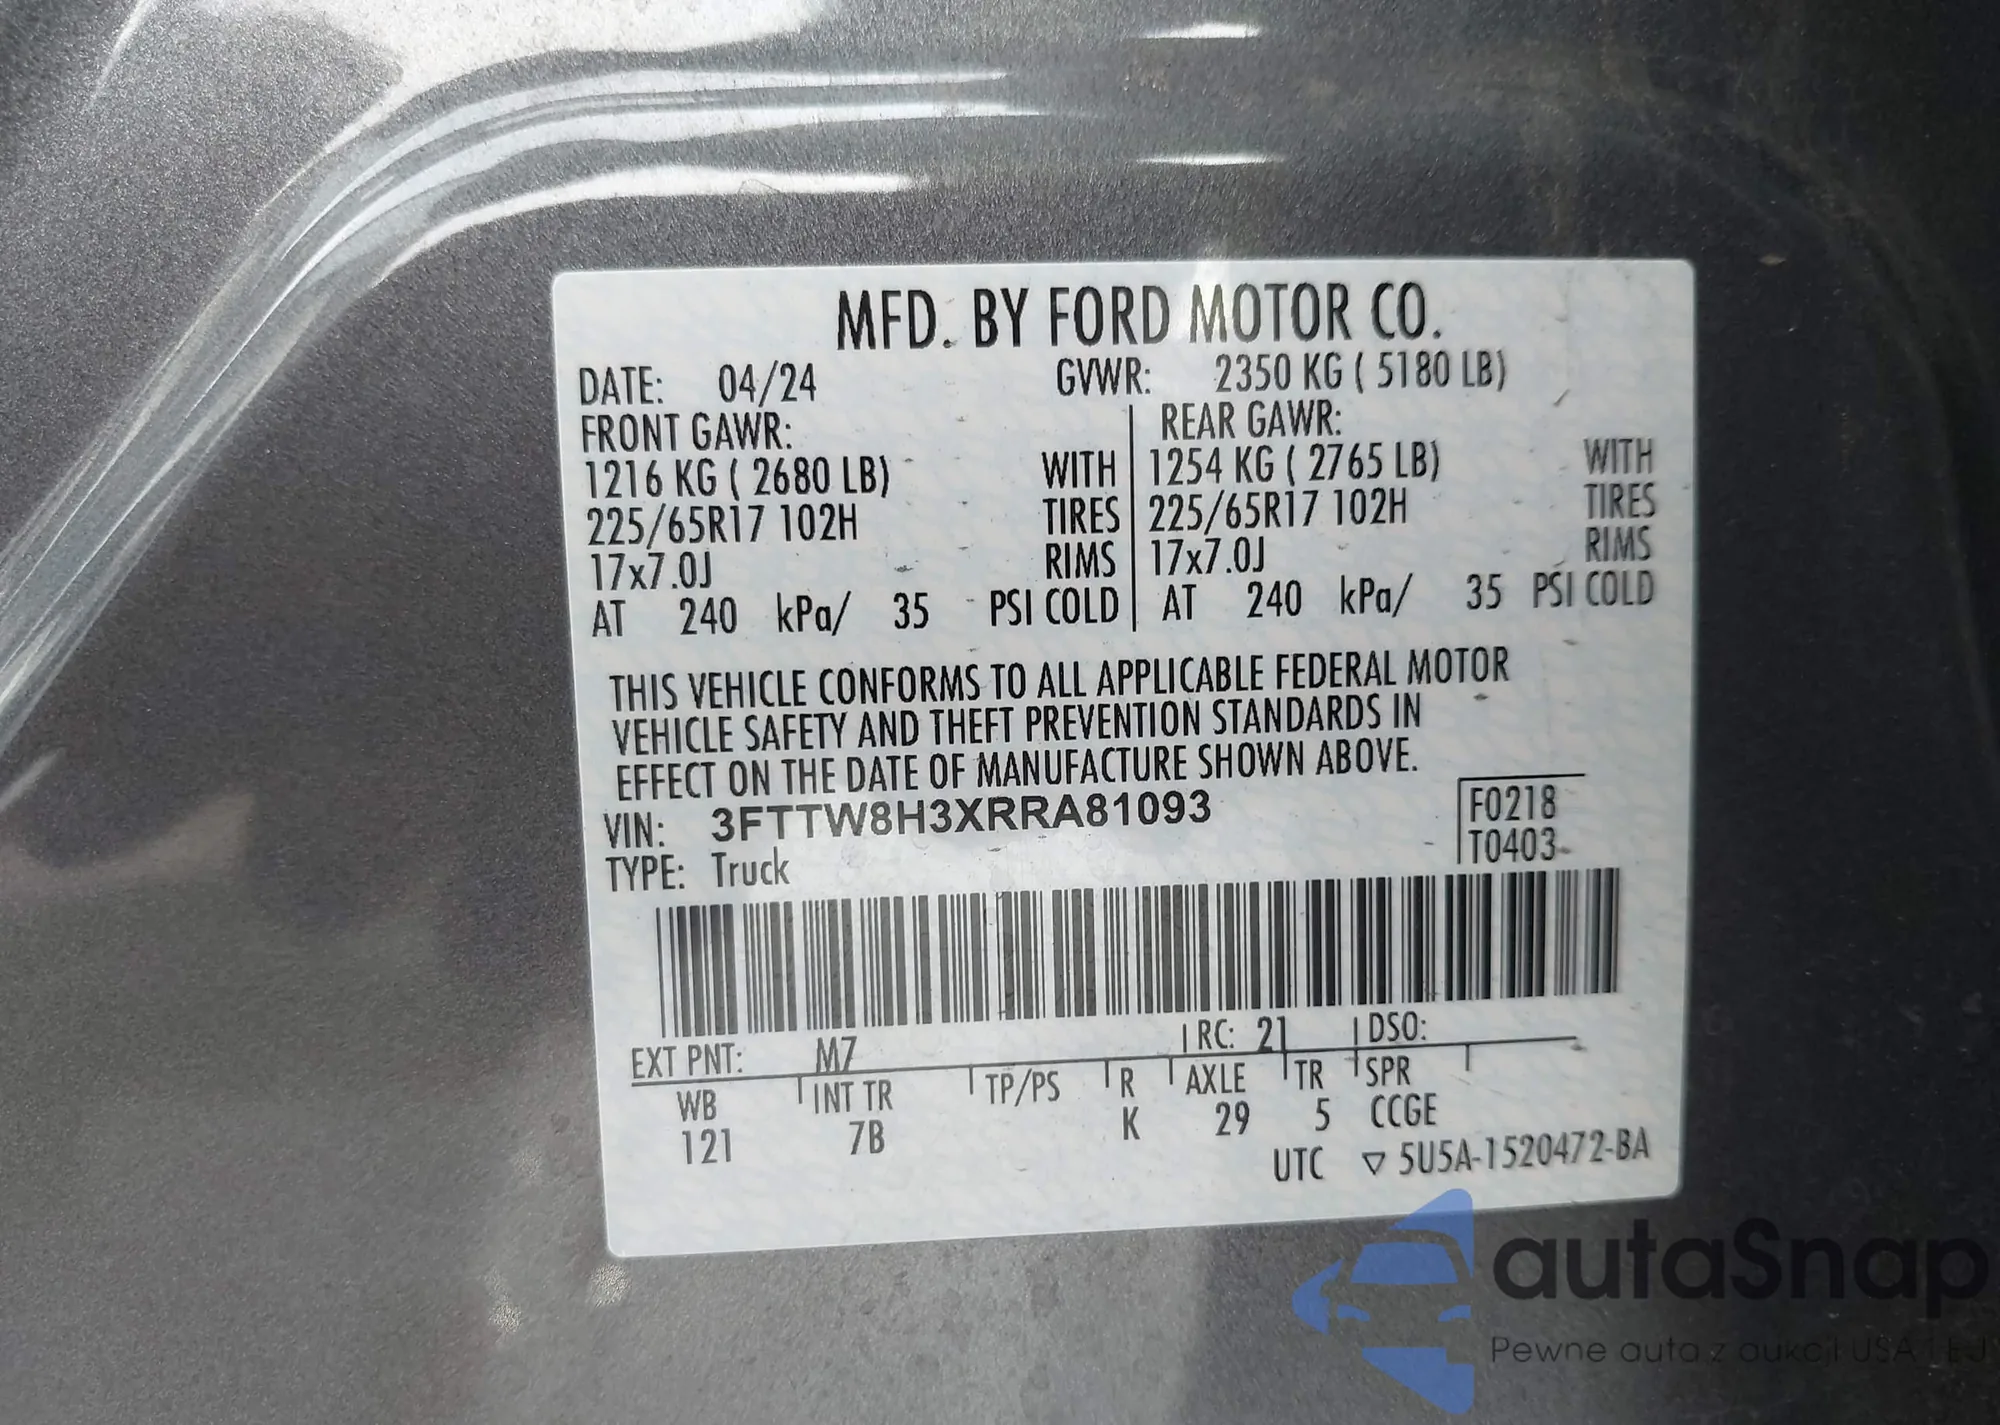 MFD. BY FORD MOTOR CO.
DATE: 04/24 GVWR: 2350 KG ( 5180 LB)
FRONT GAWR: REAR GAWR:
1216 KG ( 2680 LB) WITH 1254 KG ( 2765 LB) WITH
225/65R17 102H TIRES 225/65R17 102H TIRES
17x7.0J RIMS 17x7.0J RIMS
AT 240 kPa/ 35 PSI COLD AT 240 kPa/ 35 PSI COLD
THIS VEHICLE CONFORMS TO ALL APPLICABLE FEDERAL MOTOR
VEHICLE SAFETY AND THEFT PREVENTION STANDARDS IN
EFFECT ON THE DATE OF MANUFACTURE SHOWN ABOVE.
VIN: 3FTTW8H3XRRA81093 F0218
TYPE: Truck T0403
EXT PNT: M7 RC: 21 DSO:
WB INT TR TP/PS R AXLE TR SPR
121 7B K 29 5 CCGE
UTC ▽ 5U5A-1520472-BA
autaSnap
Pewne auta z aukcji USA i EU